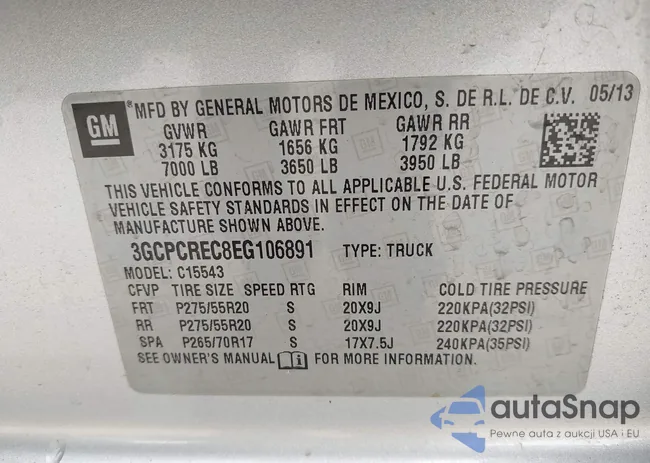 GM
®MFD BY GENERAL MOTORS DE MEXICO, S. DE R.L. DE C.V. 05/13
GVWR GAWR FRT GAWR RR
3175 KG 1656 KG 1792 KG
7000 LB 3650 LB 3950 LB
THIS VEHICLE CONFORMS TO ALL APPLICABLE U.S. FEDERAL MOTOR
VEHICLE SAFETY STANDARDS IN EFFECT ON THE DATE OF
MANUFACTURE SHOWN ABOVE.
3GCPCREC8EG106891 TYPE: TRUCK
MODEL: C15543
CFVP TIRE SIZE SPEED RTG RIM COLD TIRE PRESSURE
FRT P275/55R20 S 20X9J 220KPA(32PSI)
RR P275/55R20 S 20X9J 220KPA(32PSI)
SPA P265/70R17 S 17X7.5J 240KPA(35PSI)
SEE OWNER'S MANUAL i FOR MORE INFORMATION.
autaSnap
Pewne auta z aukcji USA i EU